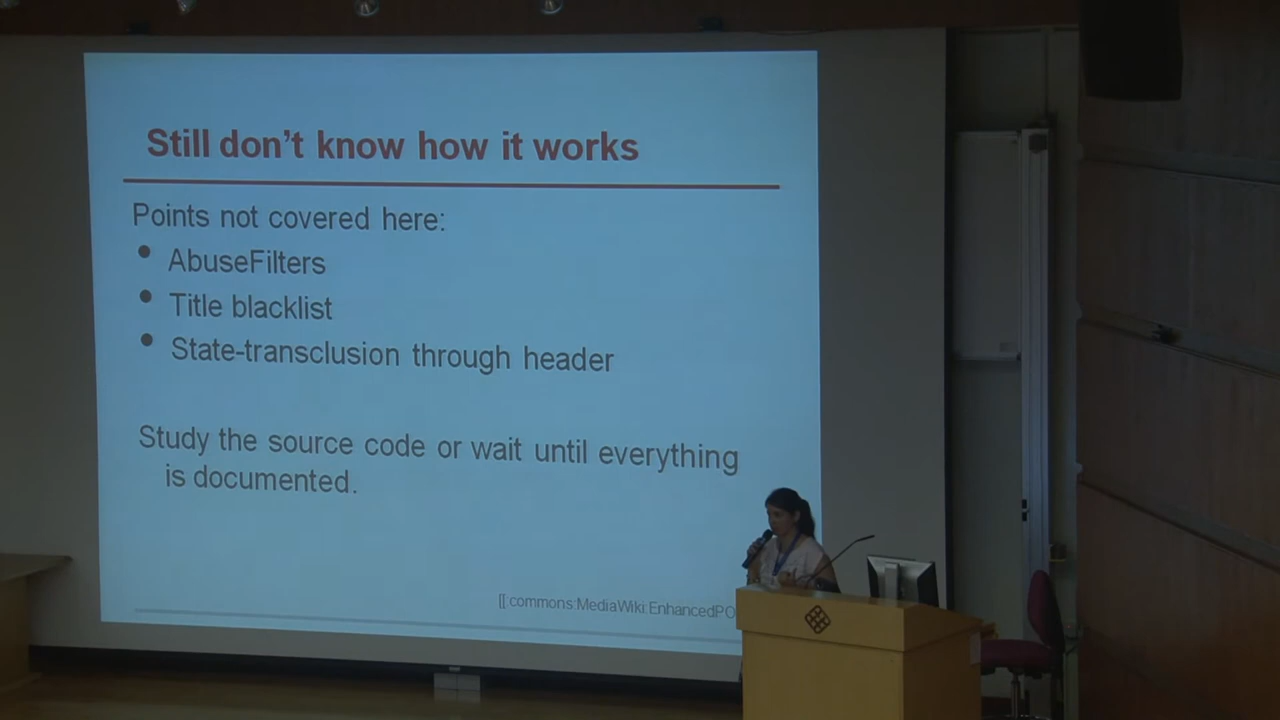 Still don't know how it works
Points not covered here:
• AbuseFilters
• Title blacklist
• State-transclusion through header
Study the source code or wait until everything
is documented.
[[:commons:MediaWiki:EnhancedPO